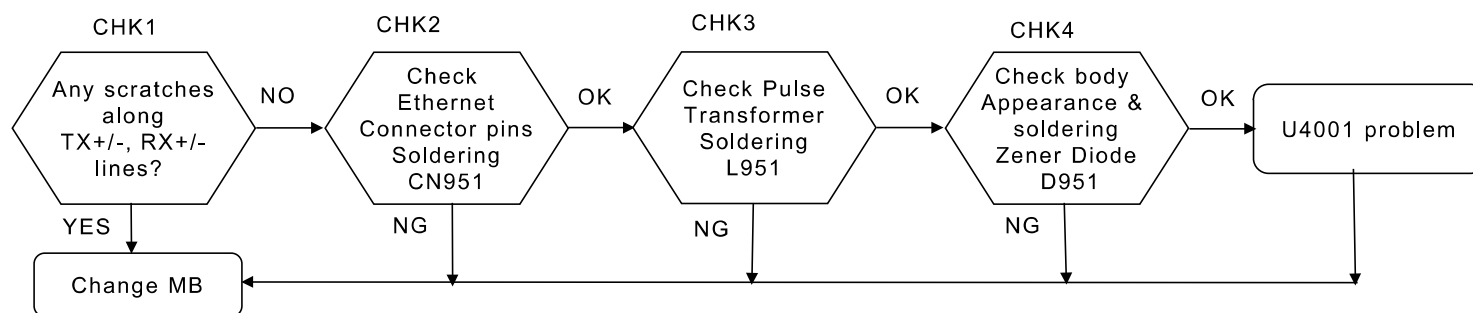 CHK1
Any scratches
along
TX+/-, RX+/-
lines?
NO
YES
CHK2
Check
Ethernet
Connector pins
Soldering
CN951
OK
NG
CHK3
Check Pulse
Transformer
Soldering
L951
OK
NG
CHK4
Check body
Appearance &
soldering
Zener Diode
D951
OK
NG
U4001 problem
Change MB